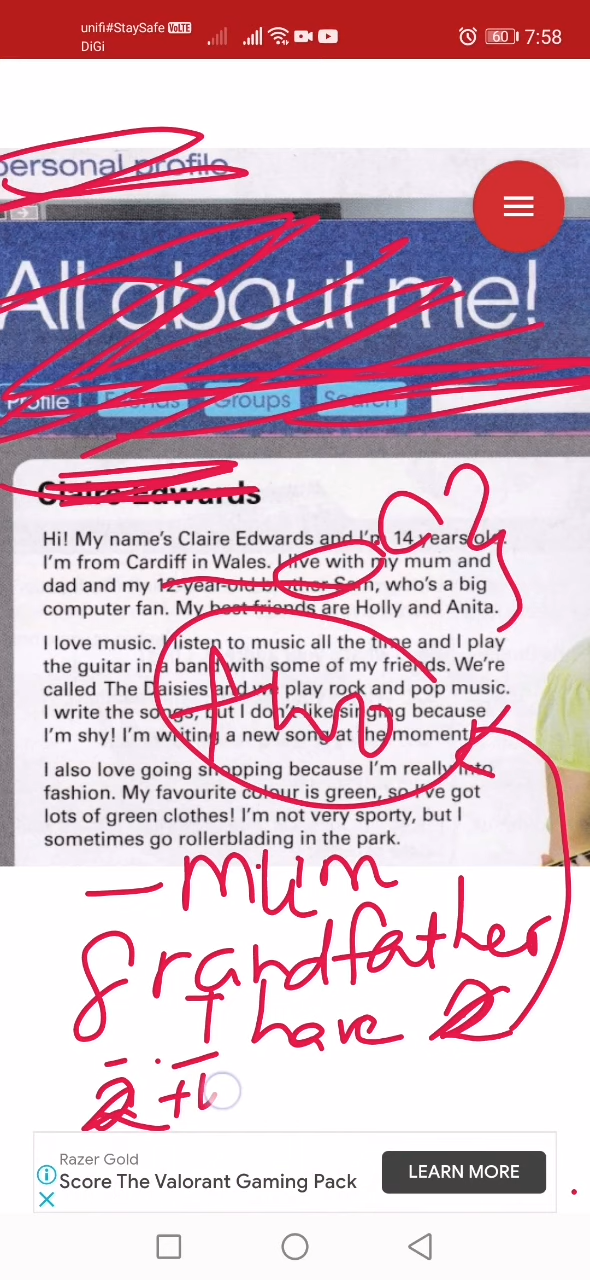 unifi#StaySafe VoLTE
DiGi
60 7:58
personal profile
All about me!
Profile Friends Groups Search
Claire Edwards
Hi! My name's Claire Edwards and I'm 14 years old.
I'm from Cardiff in Wales. I live with my mum and
dad and my 12-year-old brother Sam, who's a big
computer fan. My best friends are Holly and Anita.
I love music. I listen to music all the time and I play
the guitar in a band with some of my friends. We're
called The Daisies and we play rock and pop music.
I write the songs, but I don't like singing because
I'm shy! I'm writing a new song at the moment.
I also love going shopping because I'm really into
fashion. My favourite colour is green, so I've got
lots of green clothes! I'm not very sporty, but I
sometimes go rollerblading in the park.
– mum
grandfather
I have
Razer Gold
Score The Valorant Gaming Pack
LEARN MORE